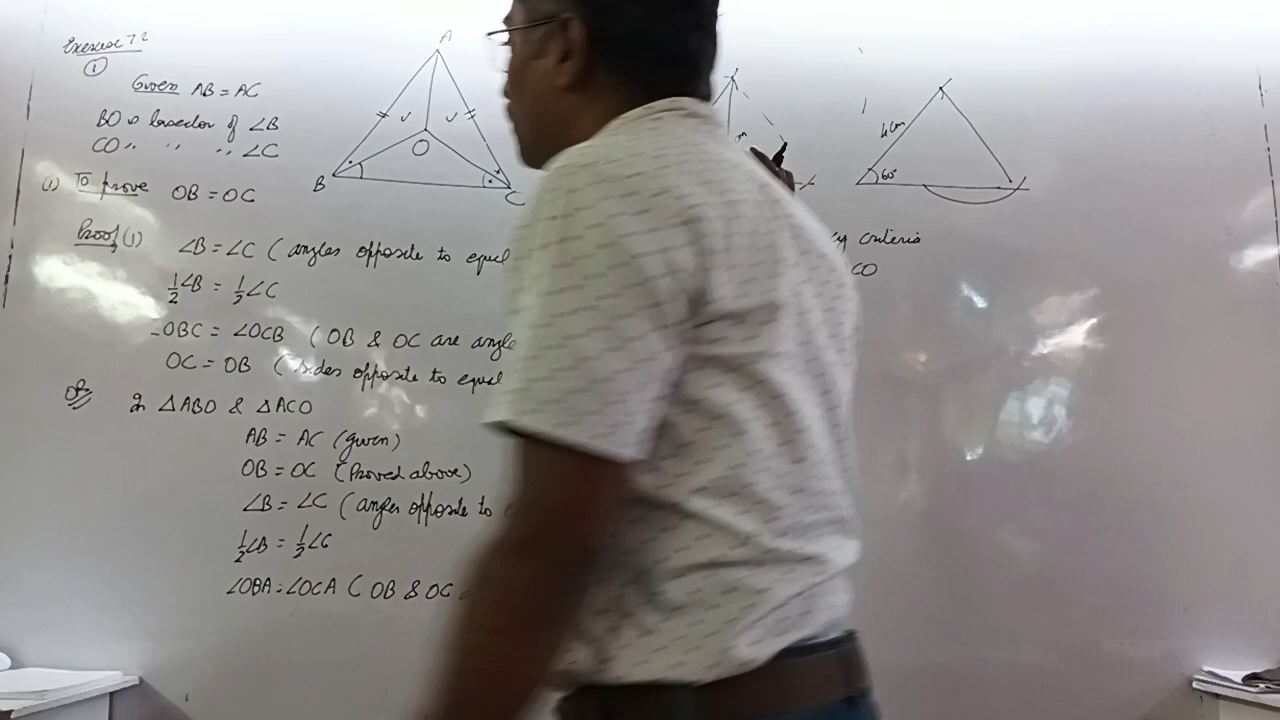 Exercise 7.2
①
Given AB = AC
BO is bisector of ∠B
CO " " " ∠C
(i) To prove OB = OC
Proof (1) ∠B = ∠C ( angles opposite to equal
½∠B = ½∠C
∠OBC = ∠OCB ( OB & OC are angle
OC = OB ( sides opposite to equal
In △ABO & △ACO
AB = AC (given)
OB = OC (Proved above)
∠B = ∠C ( angles opposite to
½∠B = ½∠C
∠OBA = ∠OCA ( OB & OC
A
O
B
C
60°
criteria
CO